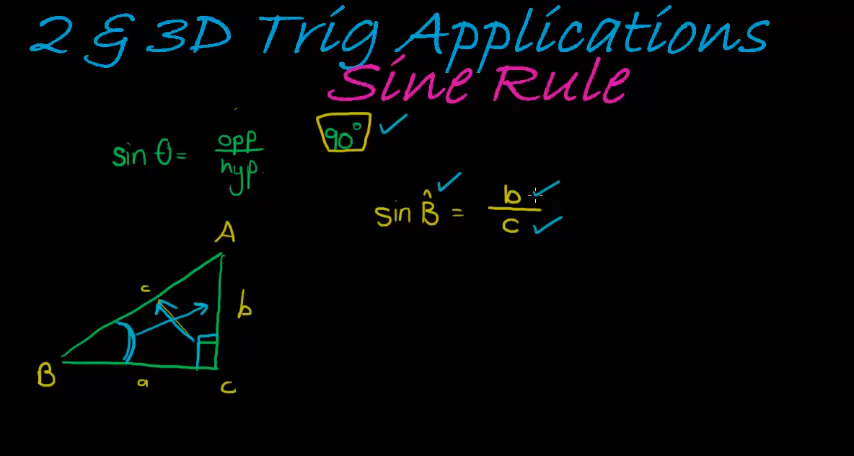 2 & 3D Trig Applications
Sine Rule
sin θ = opp/hyp.
90°
sin B̂ = b/c
A
c
b
B
a
C